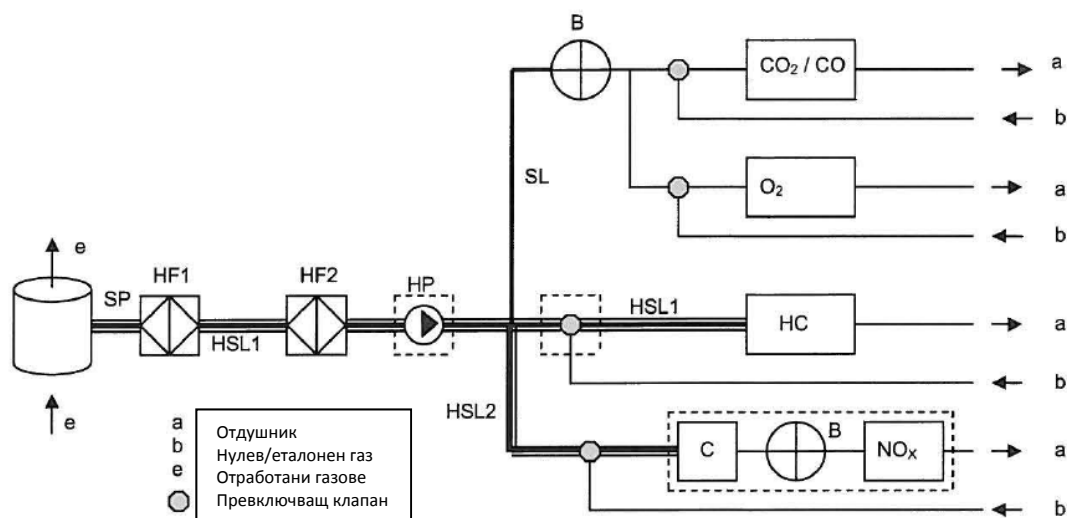 B
CO₂ / CO
a
b
SL
O₂
a
b
e
SP
HF1
HF2
HP
HSL1
HSL1
HC
a
b
e
HSL2
C
B
NOₓ
a
b
a Отдушник
b Нулев/еталонен газ
e Отработани газове
Превключващ клапан